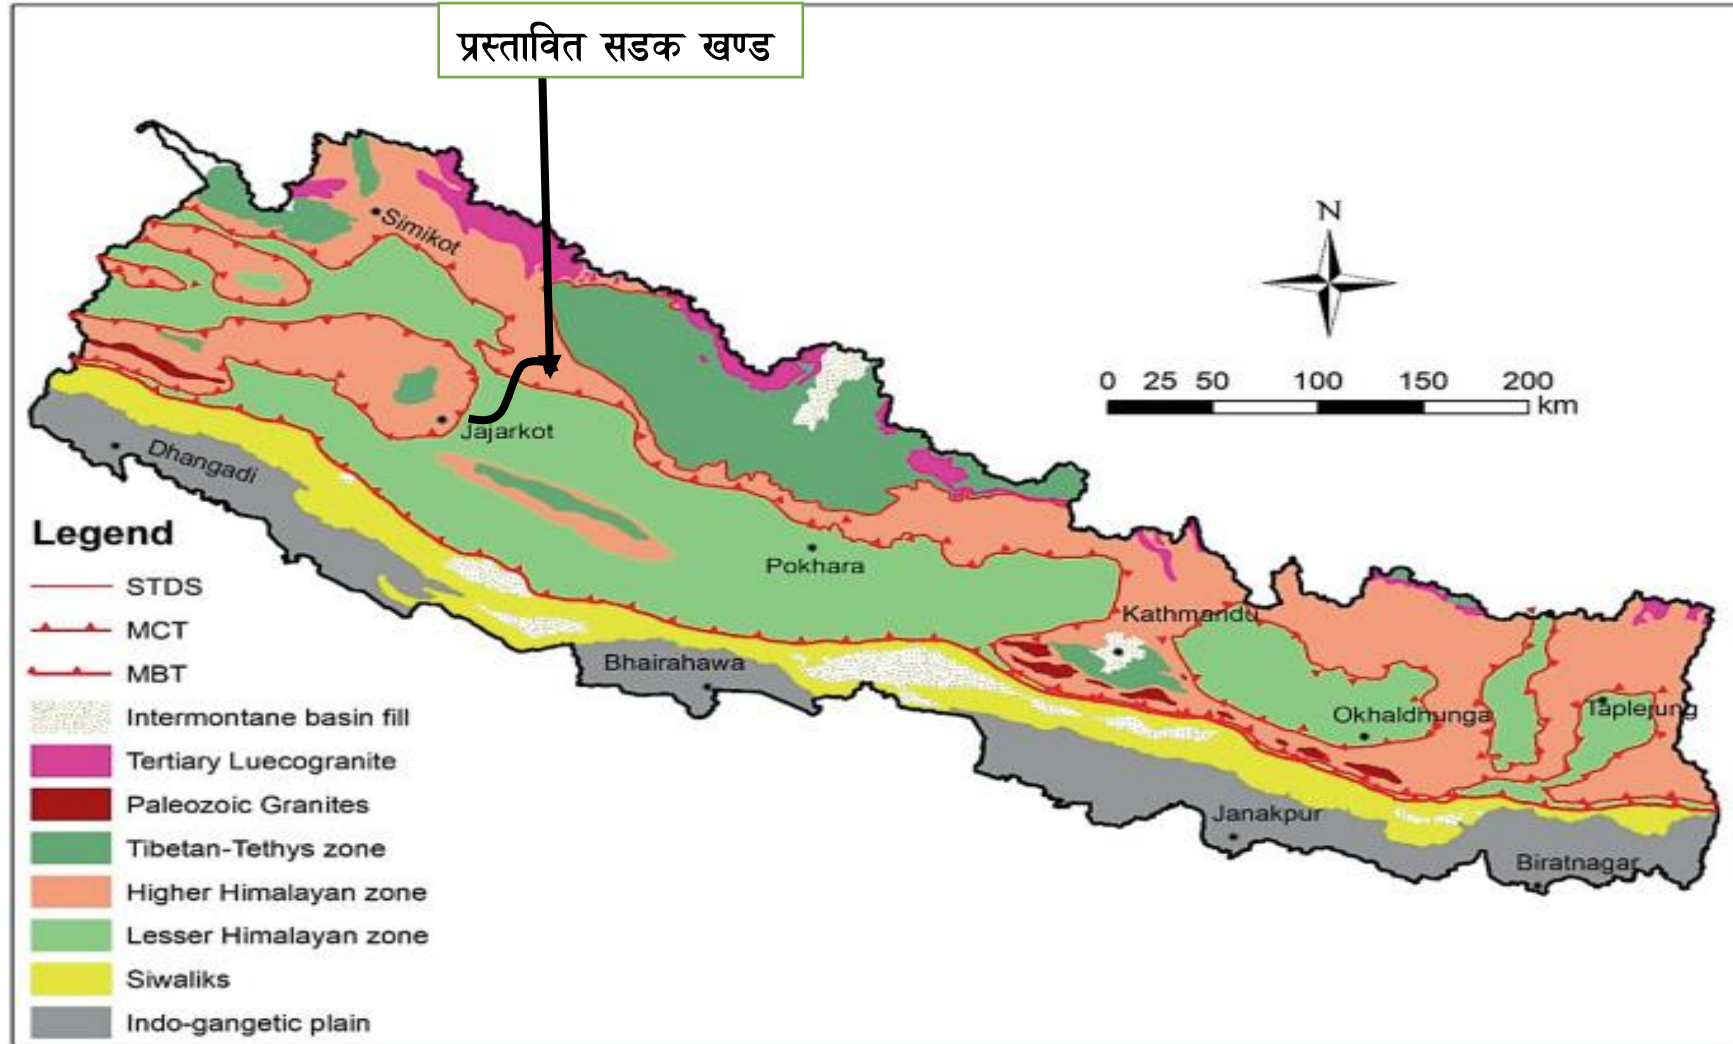 प्रस्तावित सडक खण्ड
Simikot
N
0 25 50 100 150 200
km
Jajarkot
Dhangadi
Legend
STDS
MCT
MBT
Intermontane basin fill
Tertiary Luecogranite
Paleozoic Granites
Tibetan-Tethys zone
Higher Himalayan zone
Lesser Himalayan zone
Siwaliks
Indo-gangetic plain
Pokhara
Kathmandu
Bhairahawa
Okhaldhunga
Taplejung
Janakpur
Biratnagar